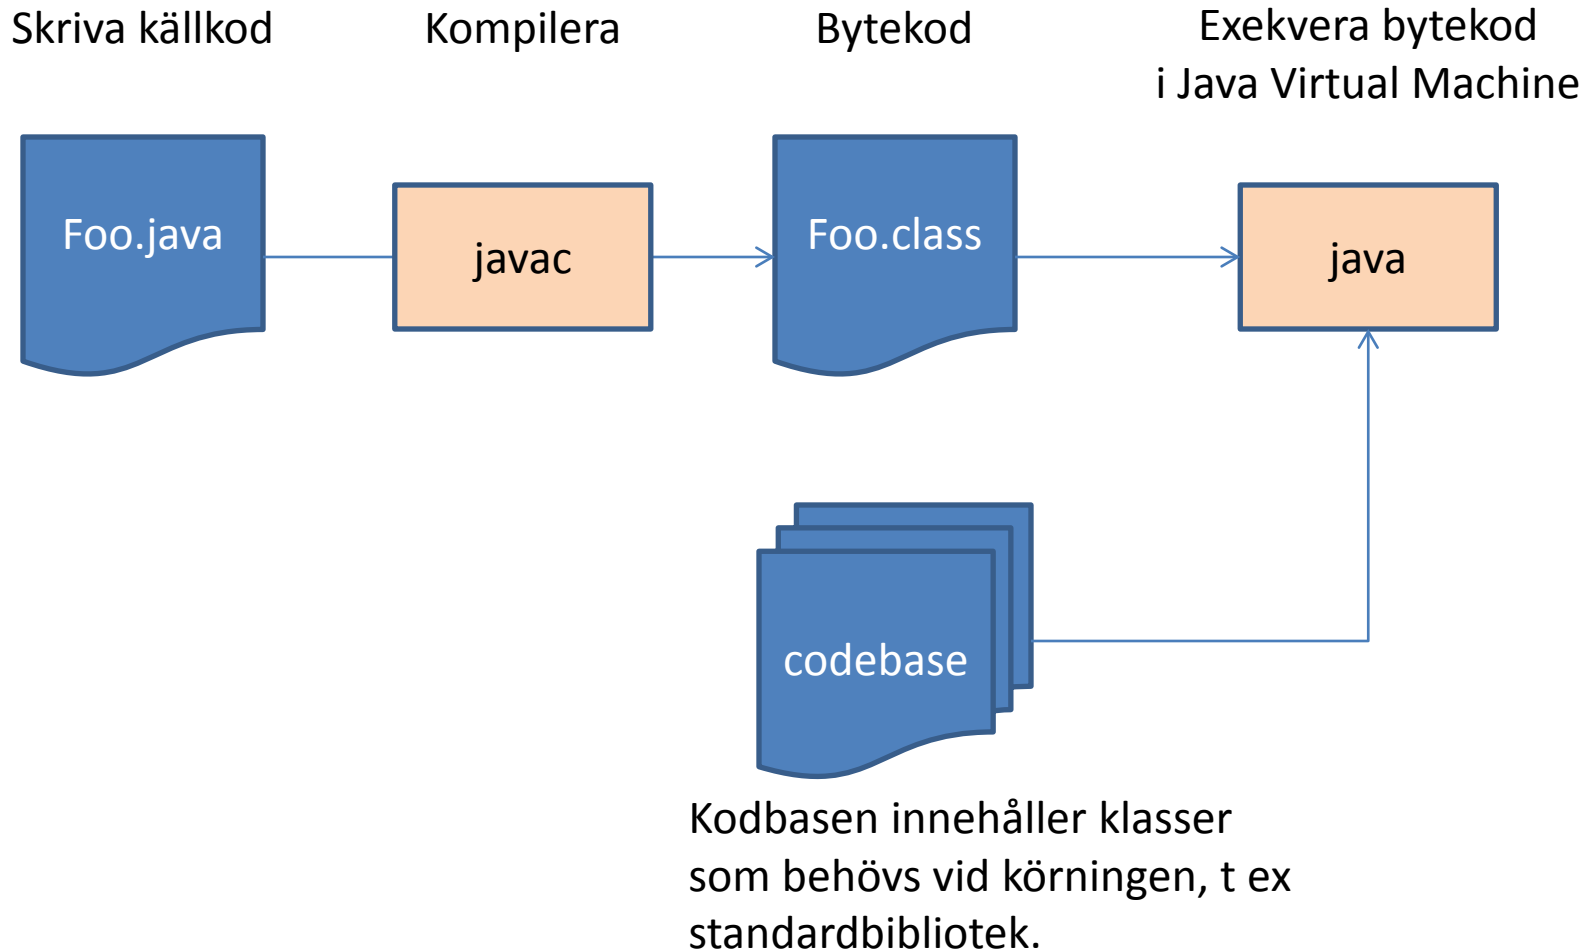 Skriva källkod
Kompilera
Bytekod
Exekvera bytekod
i Java Virtual Machine
Foo.java
javac
Foo.class
java
codebase
Kodbasen innehåller klasser
som behövs vid körningen, t ex
standardbibliotek.